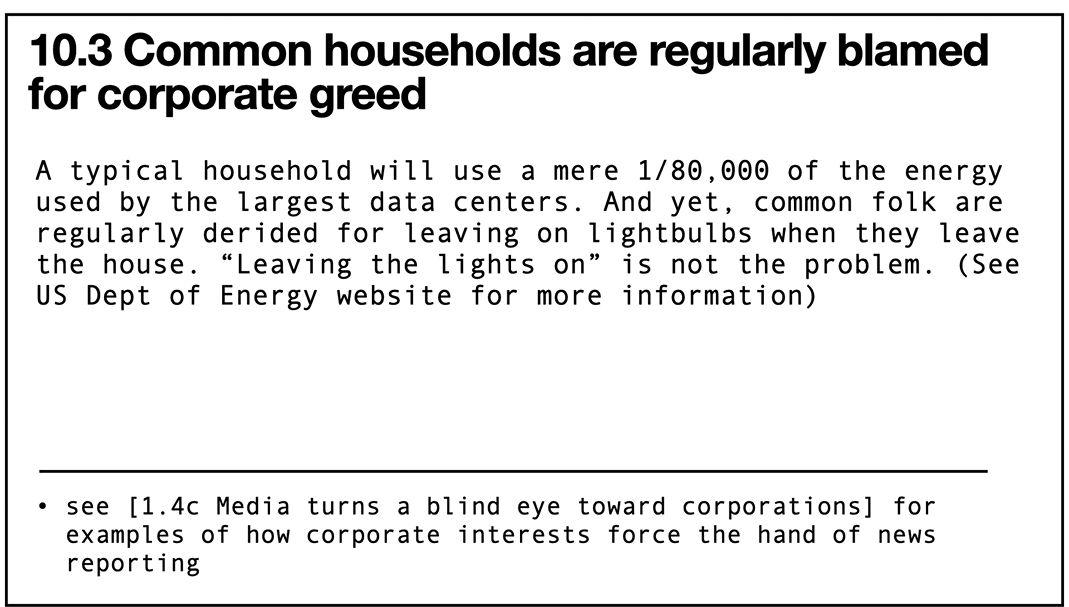 10.3 Common households are regularly blamed
for corporate greed
A typical household will use a mere 1/80,000 of the energy
used by the largest data centers. And yet, common folk are
regularly derided for leaving on lightbulbs when they leave
the house. “Leaving the lights on” is not the problem. (See
US Dept of Energy website for more information)
• see [1.4c Media turns a blind eye toward corporations] for
examples of how corporate interests force the hand of news
reporting